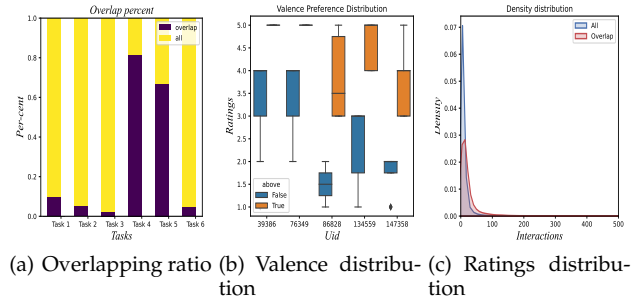 Overlap percent
1.0
0.8
0.6
0.4
0.2
0.0
Per-cent
overlap
all
Task 1 Task 2 Task 3 Task 4 Task 5 Task 6
Tasks
Valence Preference Distribution
5.0
4.5
4.0
3.5
3.0
2.5
2.0
1.5
1.0
Ratings
above
False
True
39386 76349 86828 134559 147358
Uid
Density distribution
0.07
0.06
0.05
0.04
0.03
0.02
0.01
0.00
Density
All
Overlap
0 100 200 300 400 500
Interactions
(a) Overlapping ratio
(b) Valence distribu-
tion
(c) Ratings distribu-
tion